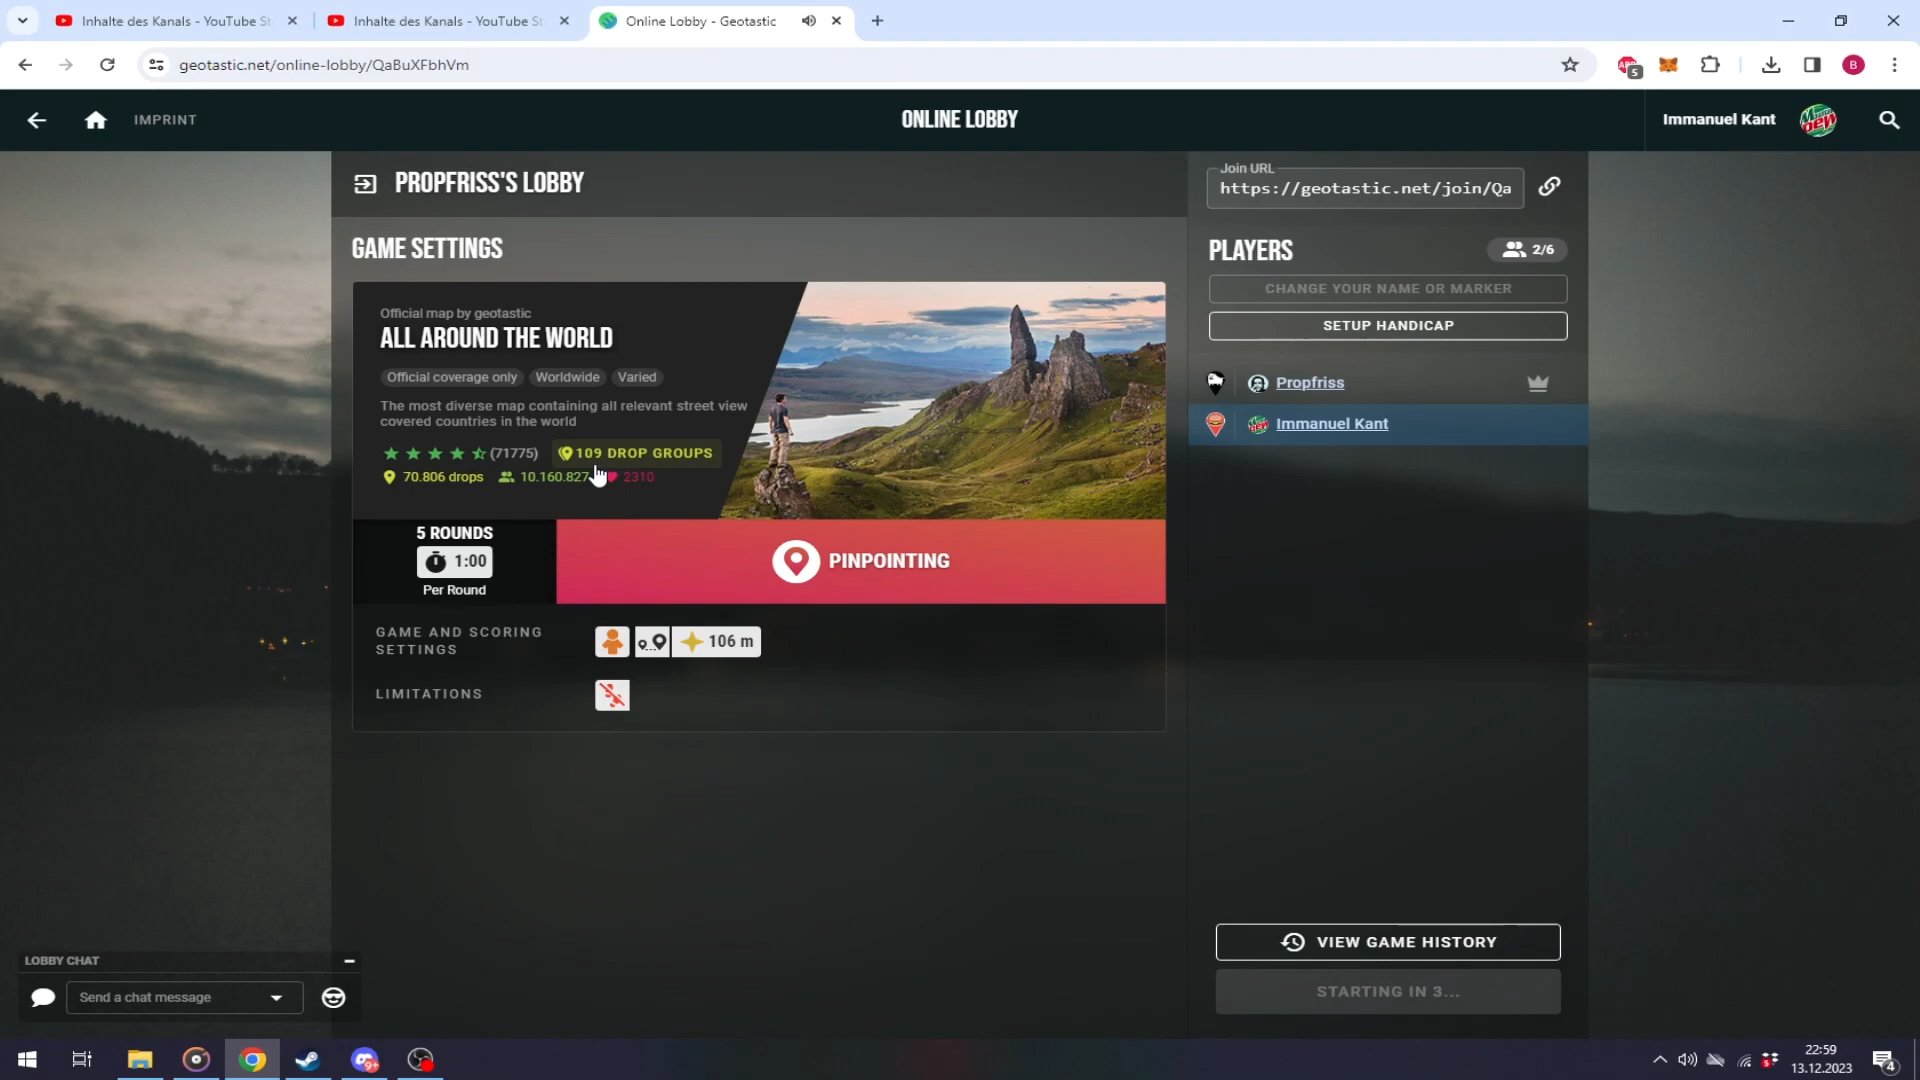 Inhalte des Kanals - YouTube St
Inhalte des Kanals - YouTube St
Online Lobby - Geotastic
geotastic.net/online-lobby/QaBuXFbhVm
5
B
IMPRINT
ONLINE LOBBY
Immanuel Kant
PROPFRISS'S LOBBY
Join URL
https://geotastic.net/join/Qa
GAME SETTINGS
PLAYERS
2/6
CHANGE YOUR NAME OR MARKER
SETUP HANDICAP
Official map by geotastic
ALL AROUND THE WORLD
Official coverage only
Worldwide
Varied
The most diverse map containing all relevant street view
covered countries in the world
(71775)
109 DROP GROUPS
70.806 drops
10.160.827
2310
Propfriss
Immanuel Kant
5 ROUNDS
1:00
Per Round
PINPOINTING
GAME AND SCORING
SETTINGS
106 m
LIMITATIONS
VIEW GAME HISTORY
STARTING IN 3...
LOBBY CHAT
Send a chat message
9+
22:59
13.12.2023
4